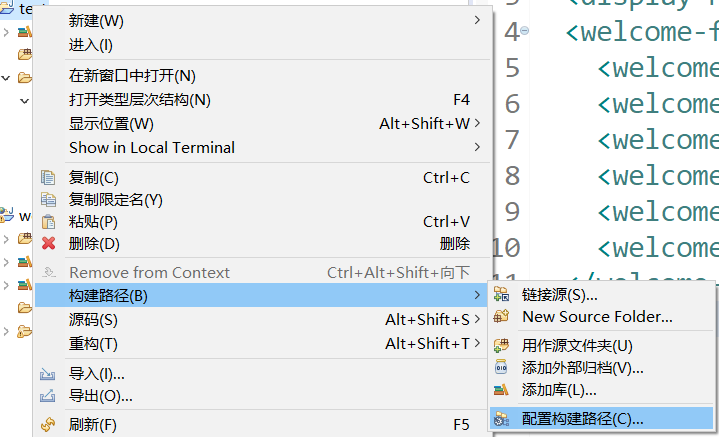 te
新建(W)
进入(I)
在新窗口中打开(N)
打开类型层次结构(N) F4
显示位置(W) Alt+Shift+W
Show in Local Terminal
复制(C) Ctrl+C
复制限定名(Y)
粘贴(P) Ctrl+V
删除(D) 删除
w
Remove from Context Ctrl+Alt+Shift+向下
构建路径(B)
源码(S) Alt+Shift+S
重构(T) Alt+Shift+T
导入(I)...
导出(O)...
刷新(F) F5
链接源(S)...
New Source Folder...
用作源文件夹(U)
添加外部归档(V)...
添加库(L)...
配置构建路径(C)...
4 <welcome-f
5 <welcome
6 <welcome
7 <welcome
8 <welcome
9 <welcome
10 <welcome
</welcome-